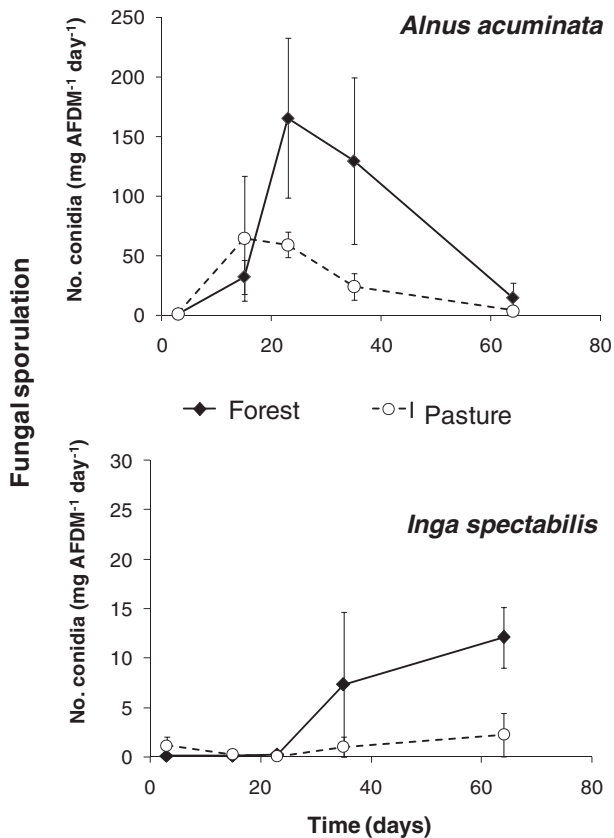 Alnus acuminata
Fungal sporulation
No. conidia (mg AFDM⁻¹ day⁻¹)
250
200
150
100
50
0
0 20 40 60 80
Forest I Pasture
Inga spectabilis
No. conidia (mg AFDM⁻¹ day⁻¹)
30
25
20
15
10
5
0
0 20 40 60 80
Time (days)